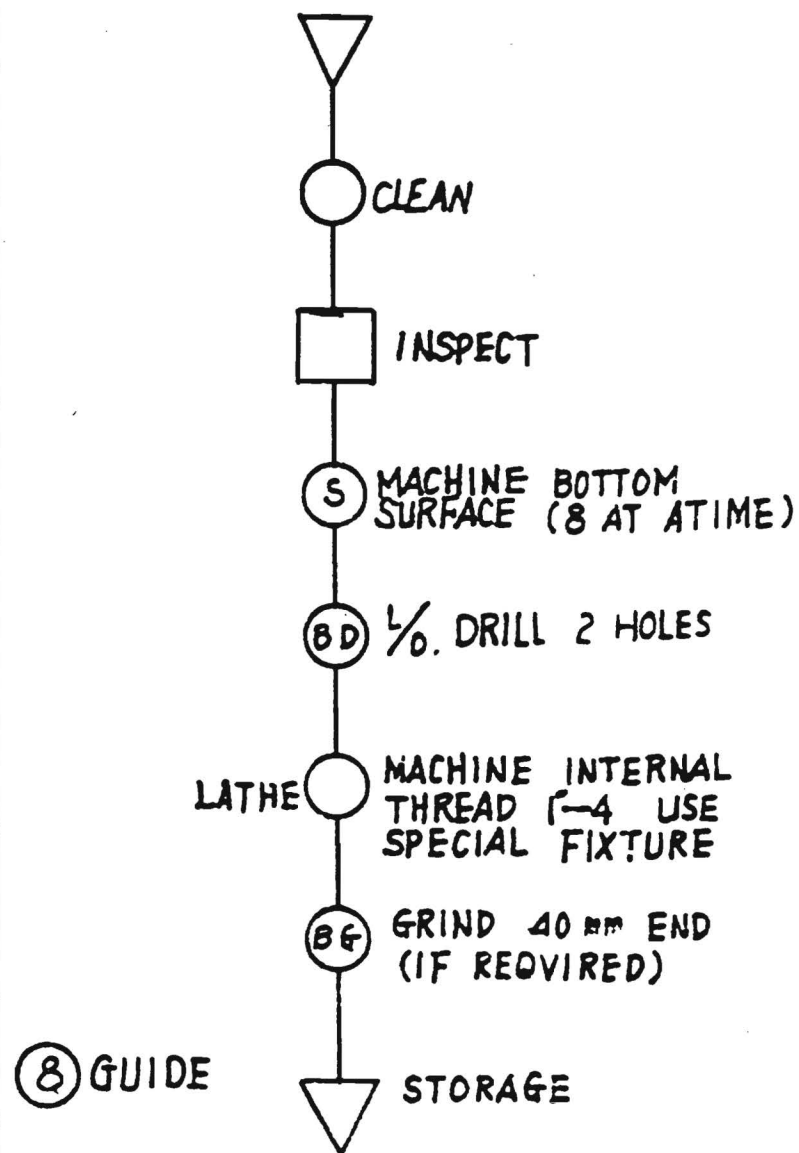 CLEAN
INSPECT
S
MACHINE BOTTOM
SURFACE (8 AT ATIME)
BD
L/D. DRILL 2 HOLES
LATHE
MACHINE INTERNAL
THREAD Γ-4 USE
SPECIAL FIXTURE
BG
GRIND 40 mm END
(IF REQVIRED)
8 GUIDE
STORAGE